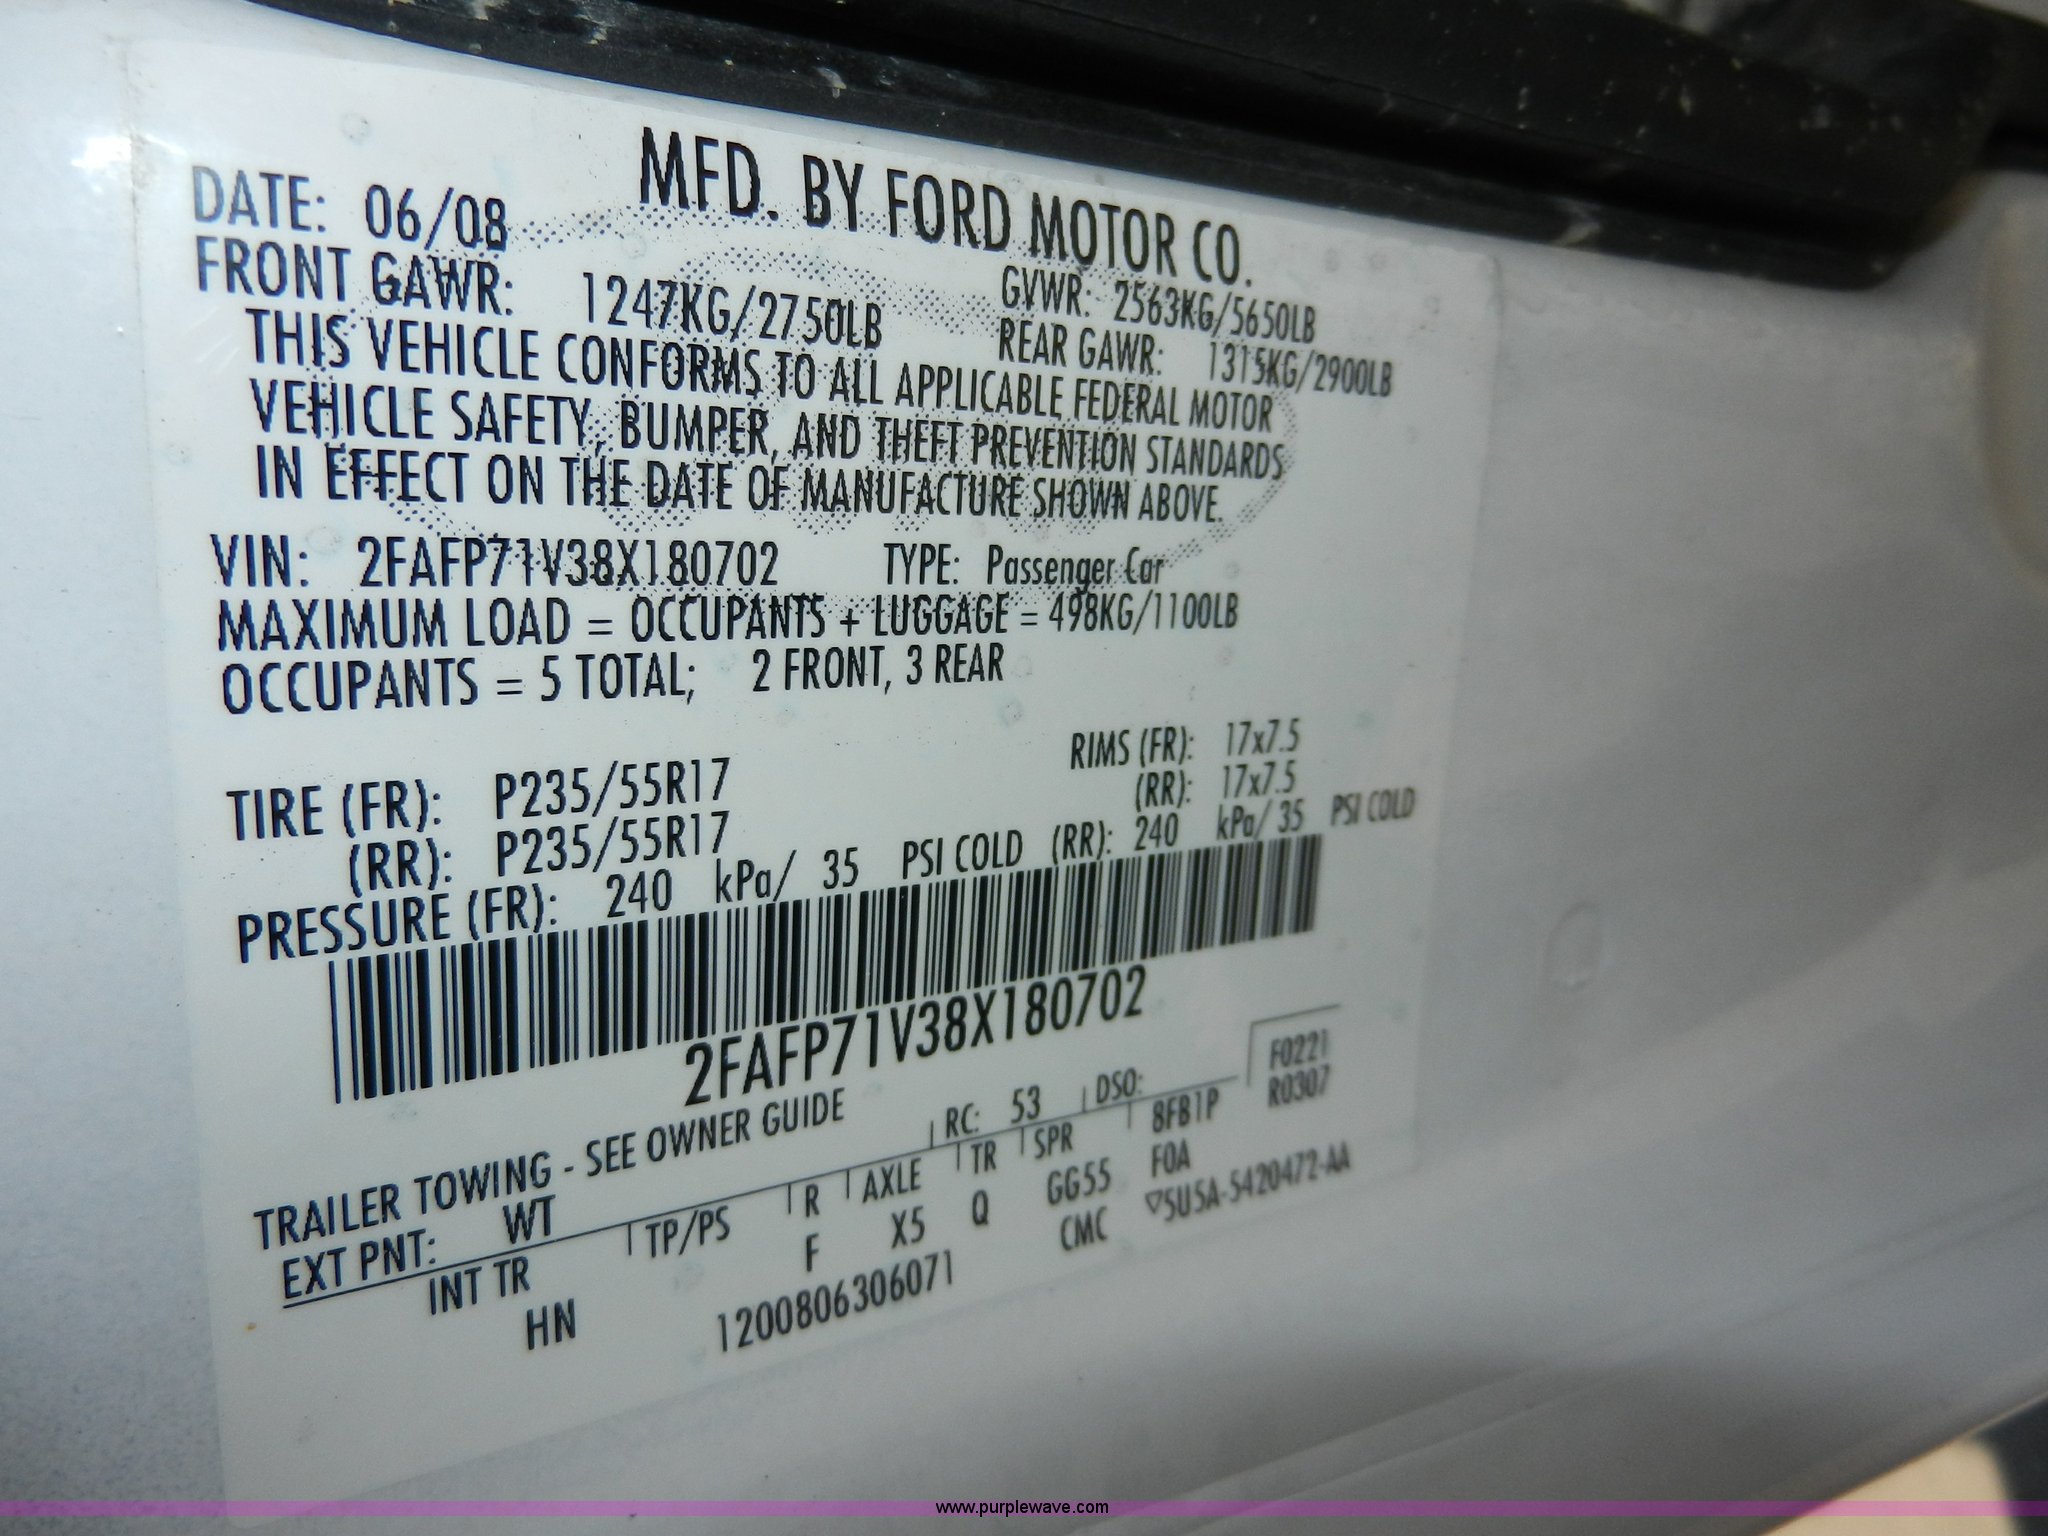 MFD. BY FORD MOTOR CO.
DATE: 06/08 GVWR: 2563KG/5650LB
FRONT GAWR: 1247KG/2750LB REAR GAWR: 1315KG/2900LB
THIS VEHICLE CONFORMS TO ALL APPLICABLE FEDERAL MOTOR
VEHICLE SAFETY, BUMPER, AND THEFT PREVENTION STANDARDS
IN EFFECT ON THE DATE OF MANUFACTURE SHOWN ABOVE.
VIN: 2FAFP71V38X180702 TYPE: Passenger Car
MAXIMUM LOAD = OCCUPANTS + LUGGAGE = 498KG/1100LB
OCCUPANTS = 5 TOTAL; 2 FRONT, 3 REAR
TIRE (FR): P235/55R17 RIMS (FR): 17x7.5
(RR): P235/55R17 (RR): 17x7.5
PRESSURE (FR): 240 kPa/ 35 PSI COLD (RR): 240 kPa/ 35 PSI COLD
2FAFP71V38X180702
F0221
R0307
TRAILER TOWING - SEE OWNER GUIDE
EXT PNT: WT RC: 53 DSO:
INT TR TP/PS R AXLE TR SPR 8FB1P
HN F X5 Q GG55 F0A
1200806306071 CMC ▽5U5A-5420472-AA
www.purplewave.com